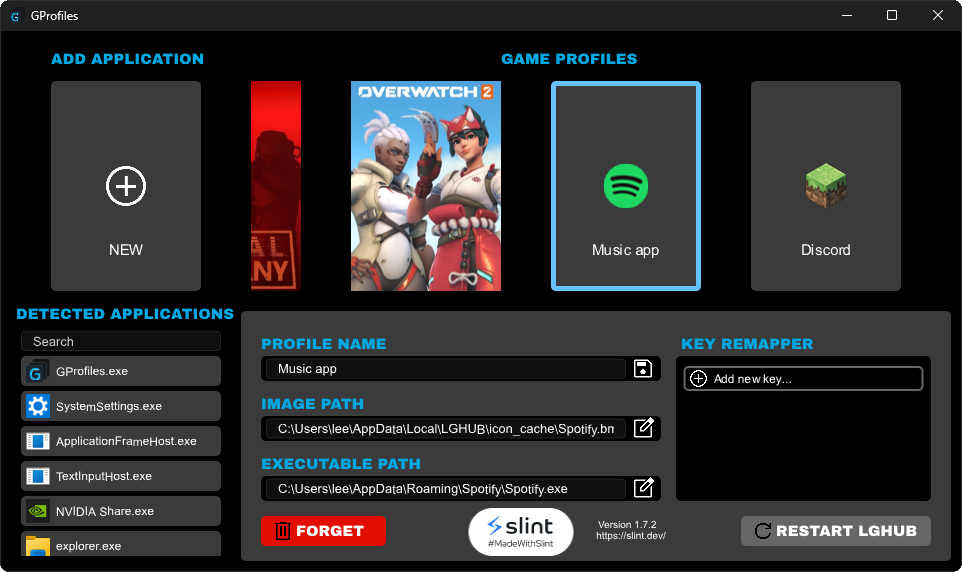 GProfiles
ADD APPLICATION
GAME PROFILES
NEW
AL
ANY
OVERWATCH 2
Music app
Discord
DETECTED APPLICATIONS
Search
GProfiles.exe
SystemSettings.exe
ApplicationFrameHost.exe
TextInputHost.exe
NVIDIA Share.exe
explorer.exe
PROFILE NAME
Music app
IMAGE PATH
C:\Users\lee\AppData\Local\LGHUB\icon_cache\Spotify.bm
EXECUTABLE PATH
C:\Users\lee\AppData\Roaming\Spotify\Spotify.exe
FORGET
slint
#MadeWithSlint
Version 1.7.2
https://slint.dev/
KEY REMAPPER
Add new key...
RESTART LGHUB